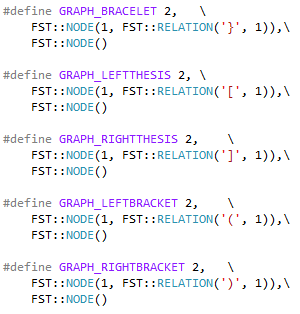 #define GRAPH_BRACELET 2,   \
    FST::NODE(1, FST::RELATION('}', 1)),\
    FST::NODE()

#define GRAPH_LEFTTHESIS 2, \
    FST::NODE(1, FST::RELATION('[', 1)),\
    FST::NODE()

#define GRAPH_RIGHTTHESIS 2,    \
    FST::NODE(1, FST::RELATION(']', 1)),\
    FST::NODE()

#define GRAPH_LEFTBRACKET 2,    \
    FST::NODE(1, FST::RELATION('(', 1)),\
    FST::NODE()

#define GRAPH_RIGHTBRACKET 2,   \
    FST::NODE(1, FST::RELATION(')', 1)),\
    FST::NODE()